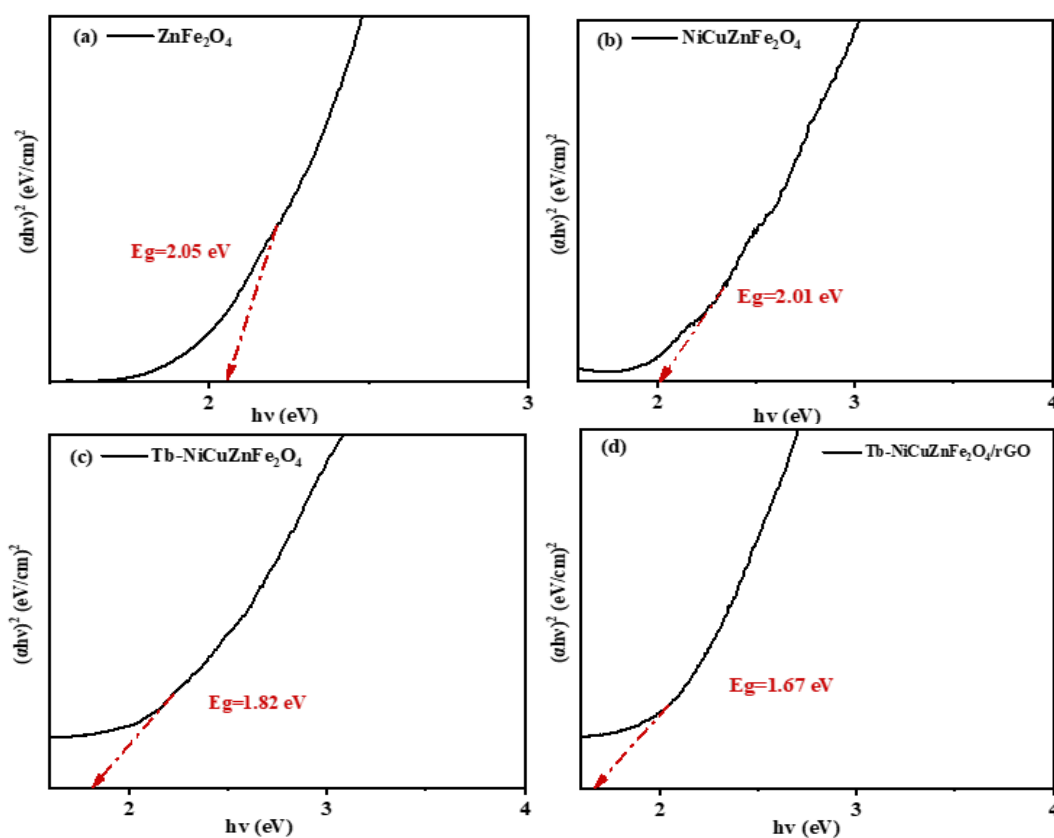 (a) ZnFe₂O₄
(αhν)² (eV/cm)²
Eg=2.05 eV
2 3
hν (eV)
(b) NiCuZnFe₂O₄
(αhν)² (eV/cm)²
Eg=2.01 eV
2 3 4
hν (eV)
(c) Tb-NiCuZnFe₂O₄
(αhν)² (eV/cm)²
Eg=1.82 eV
2 3 4
hν (eV)
(d) Tb-NiCuZnFe₂O₄/rGO
(αhν)² (eV/cm)²
Eg=1.67 eV
2 3 4
hν (eV)